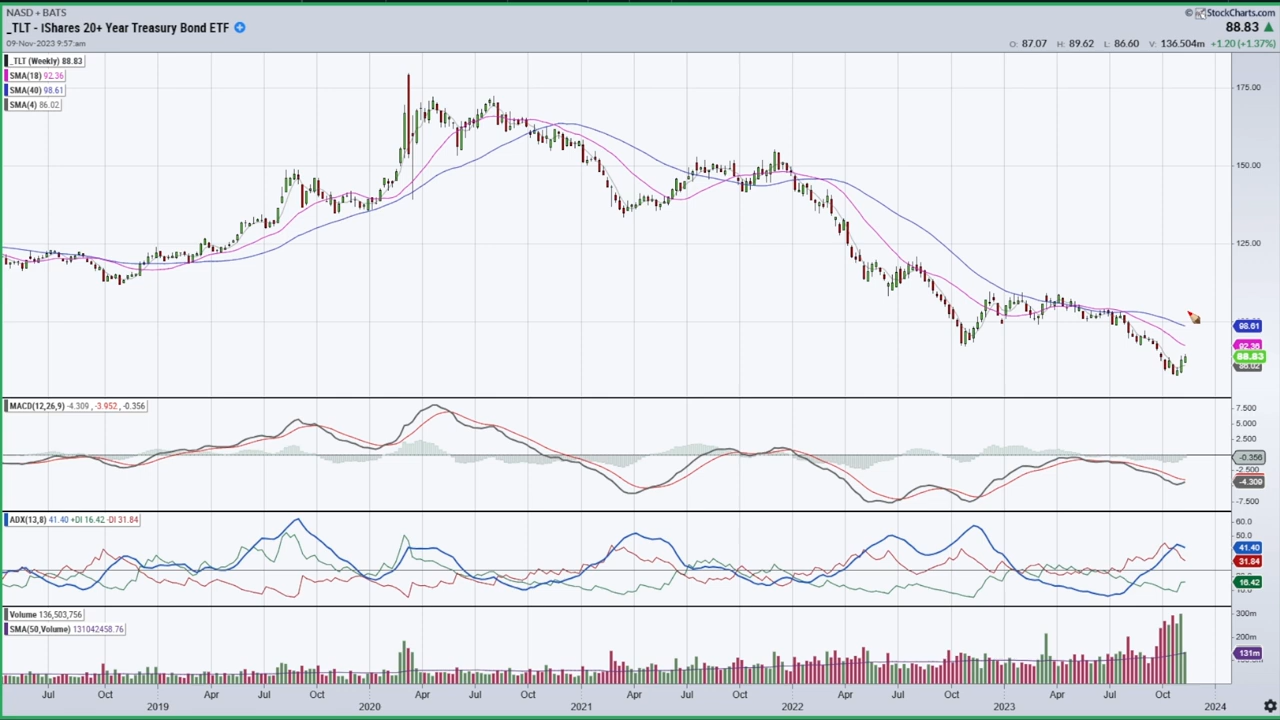 NASD + BATS
© StockCharts.com
_TLT - iShares 20+ Year Treasury Bond ETF
88.83
09-Nov-2023 9:57:am
O: 87.07 H: 89.62 L: 86.60 V: 136.504m +1.20 (+1.37%)
_TLT (Weekly) 88.83
SMA(18) 92.36
SMA(40) 98.61
SMA(4) 86.02
175.00
150.00
125.00
98.61
92.36
88.83
86.02
MACD(12,26,9) -4.309, -3.952, -0.356
7.500
5.000
2.500
-0.356
-2.500
-4.309
-7.500
ADX(13,8) 41.40 +DI 16.42 -DI 31.84
60.0
50.0
41.40
31.84
16.42
Volume 136,503,756
SMA(50,Volume) 131042458.76
300m
200m
131m
Jul Oct 2019 Apr Jul Oct 2020 Apr Jul Oct 2021 Apr Jul Oct 2022 Apr Jul Oct 2023 Apr Jul Oct 2024